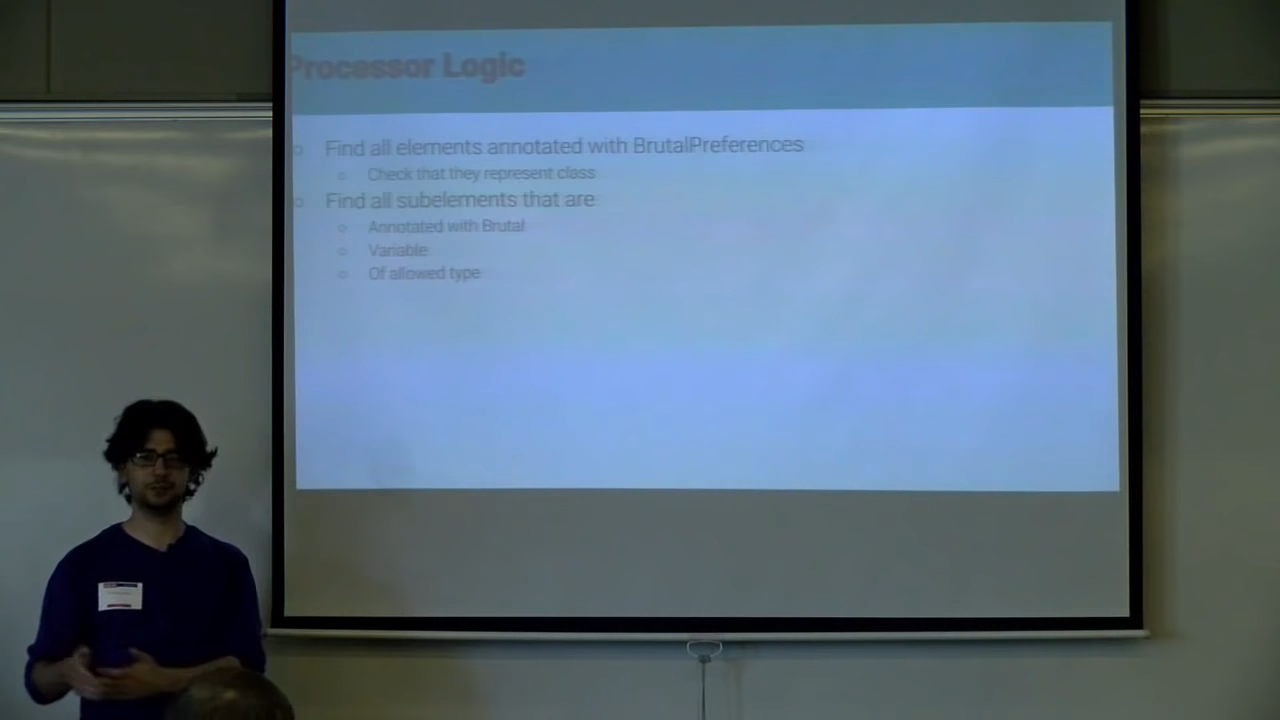 Processor Logic
Find all elements annotated with BrutalPreferences
Check that they represent class
Find all subelements that are
Annotated with Brutal
Variable
Of allowed type